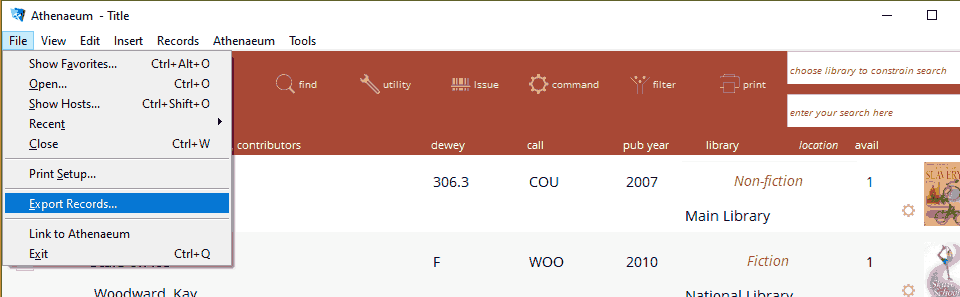 Athenaeum - Title
File View Edit Insert Records Athenaeum Tools
Show Favorites... Ctrl+Alt+O
Open... Ctrl+O
Show Hosts... Ctrl+Shift+O
Recent
Close Ctrl+W
Print Setup...
Export Records...
Link to Athenaeum
Exit Ctrl+Q
find utility Issue command filter print
choose library to constrain search
enter your search here
contributors dewey call pub year library location avail
306.3 COU 2007 Non-fiction 1
Main Library
SLAVERY
F WOO 2010 Fiction 1
Woodward, Kay National Library